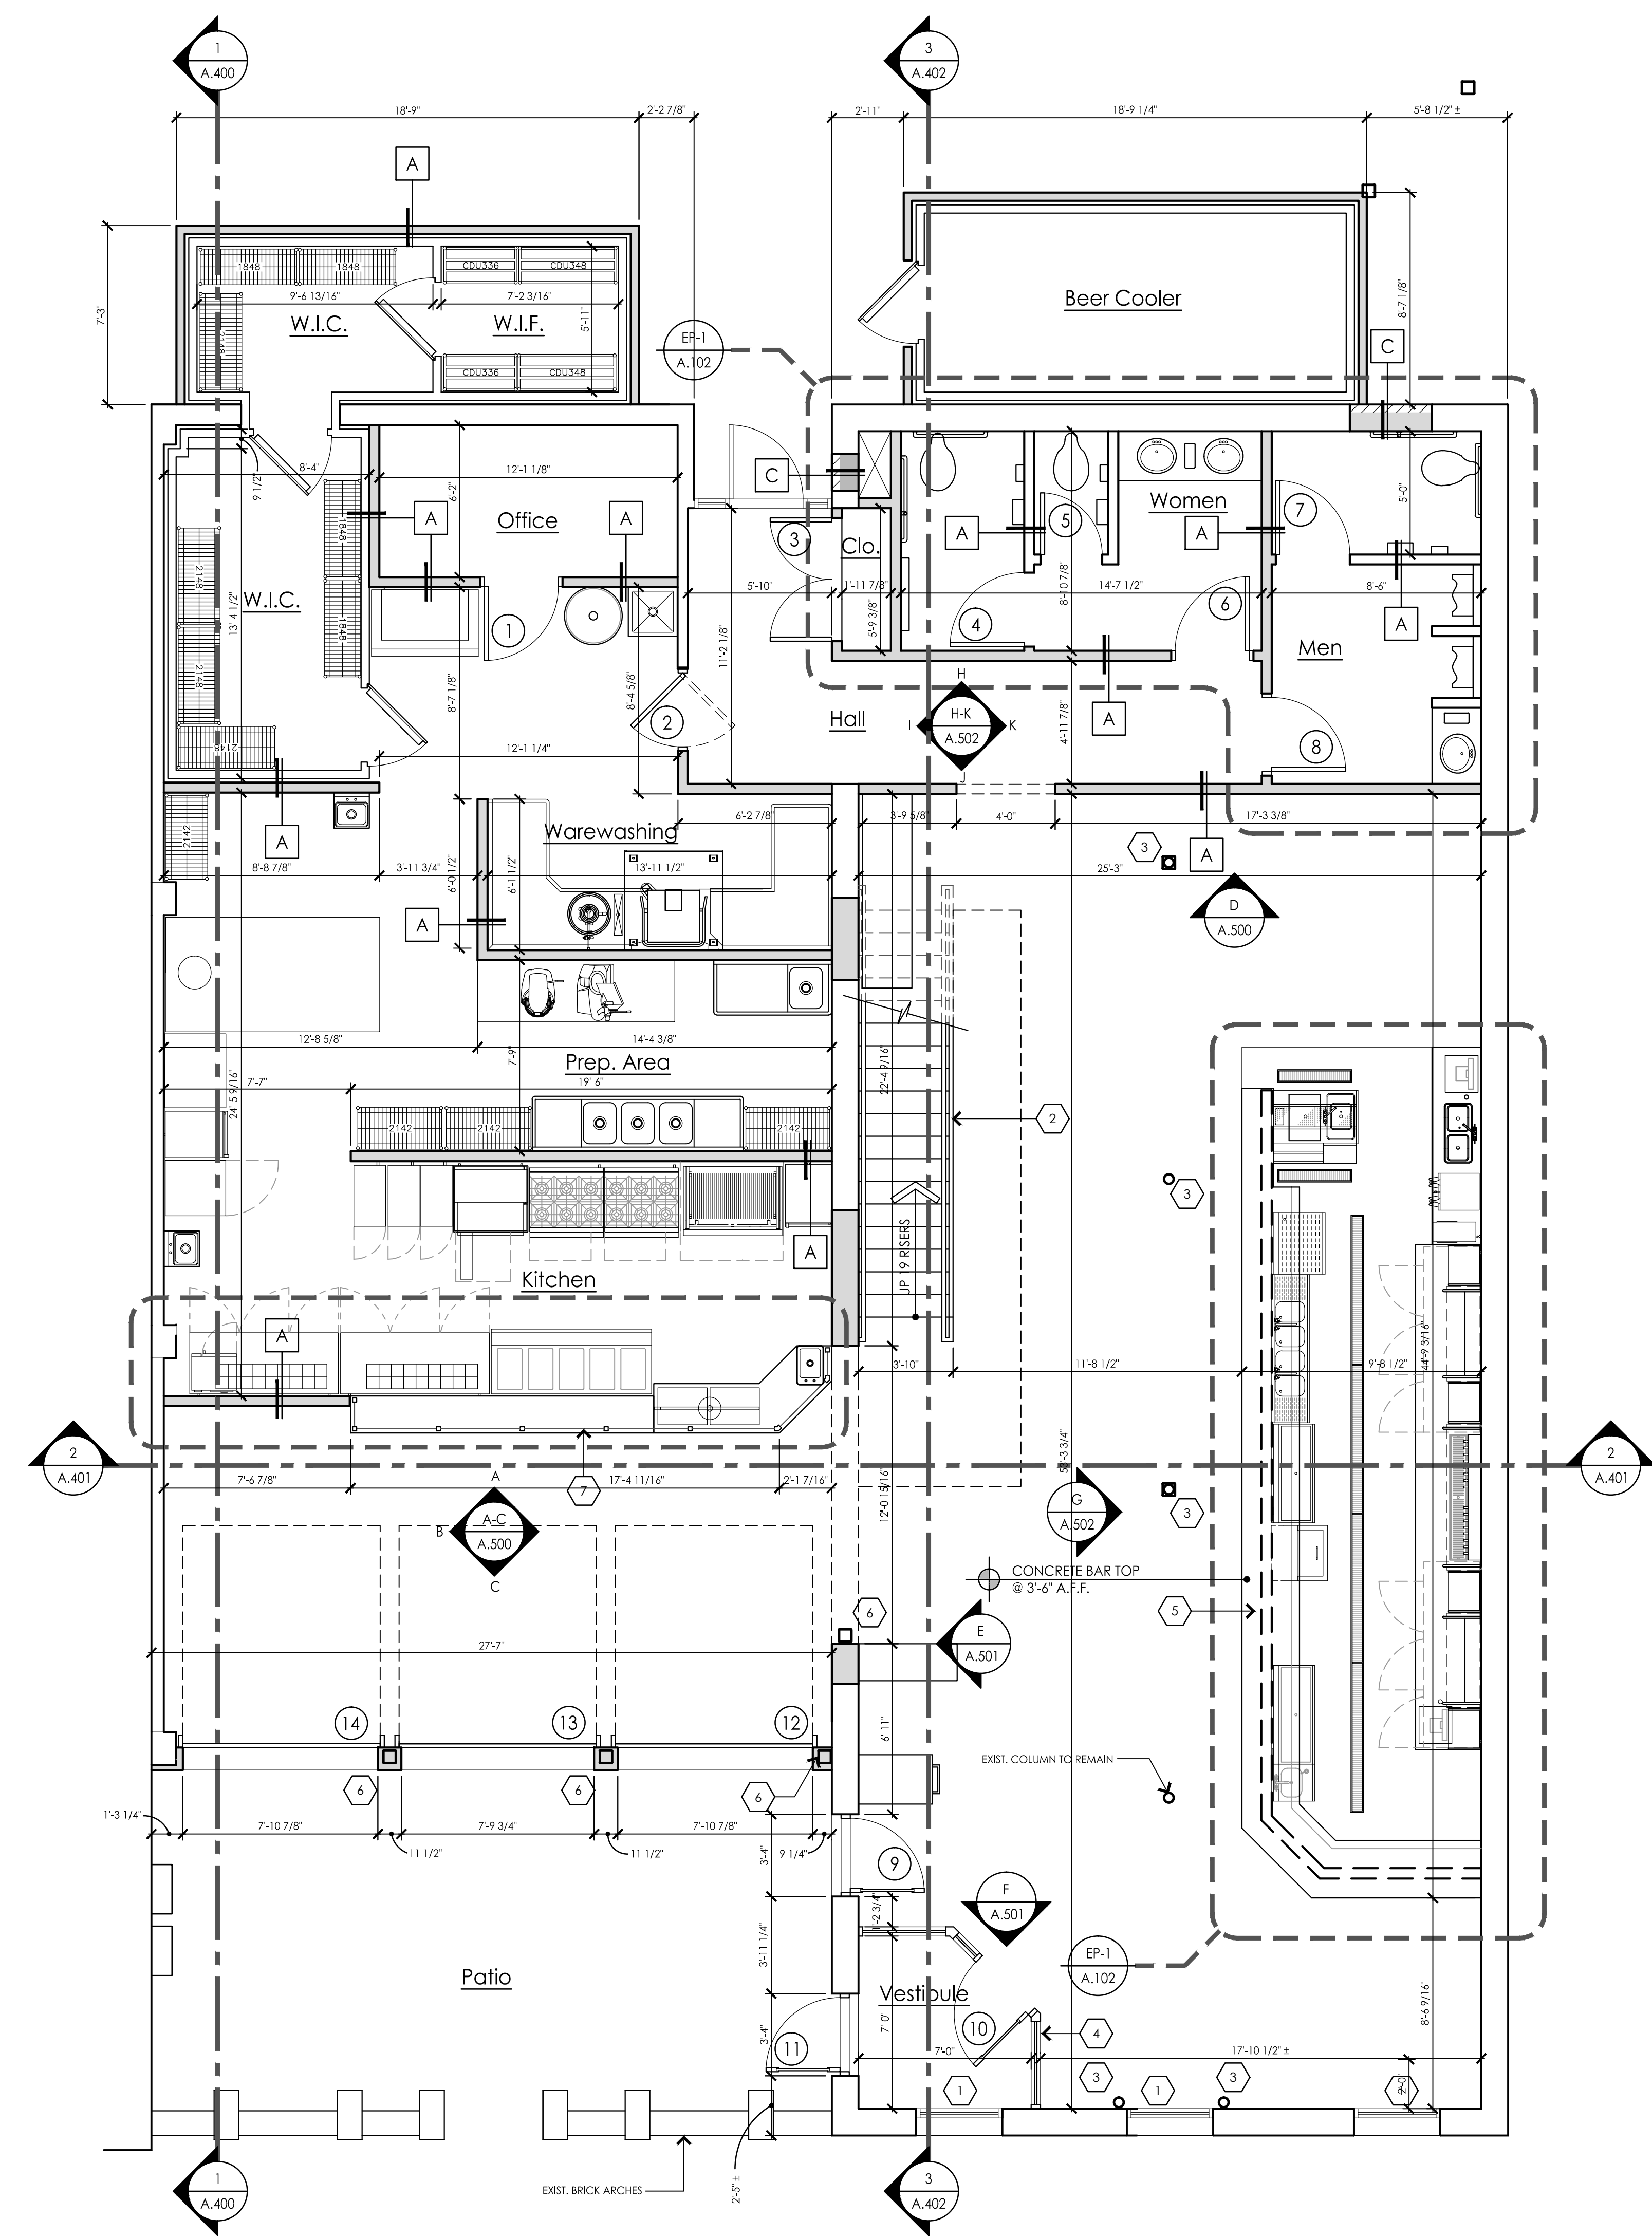 1
A.400
3
A.402
18'-9"
2'-2 7/8"
2'-11"
18'-9 1/4"
5'-8 1/2" ±
A
7'-3"
1848
1848
CDU336
CDU348
9'-6 13/16"
7'-2 3/16"
5'-11"
W.I.C.
W.I.F.
2148
CDU336
CDU348
EP-1
A.102
Beer Cooler
8'-7 1/8"
C
8'-4"
9 1/2"
12'-1 1/8"
6'-2"
C
5'-0"
1848
A
Office
A
3
Clo.
A
5
Women
A
7
2148
W.I.C.
13'-4 1/2"
1848
5'-10"
1'-11 7/8"
8'-10 7/8"
14'-7 1/2"
8'-6"
1
5'-9 3/8"
4
6
A
Men
11'-2 1/8"
2148
8'-7 1/8"
8'-4 5/8"
2
Hall
H
I
H-K
A.502
K
J
A
4'-11 7/8"
8
2148
12'-1 1/4"
A
2142
Warewashing
6'-2 7/8"
3'-9 5/8"
4'-0"
17'-3 3/8"
3
A
8'-8 7/8"
3'-11 3/4"
6'-0 1/2"
6'-1 1/2"
13'-11 1/2"
25'-3"
A
D
A.500
12'-8 5/8"
14'-4 3/8"
7'-9"
Prep. Area
22'-4 9/16"
7'-7"
19'-6"
24'-5 9/16"
2142
2142
2142
2
3
UP 19 RISERS
A
Kitchen
A
3'-10"
11'-8 1/2"
9'-8 1/2"
44'-9 3/16"
2
A.401
2
A.401
7'-6 7/8"
A
17'-4 11/16"
2'-1 7/16"
7
12'-0 15/16"
B
A-C
A.500
C
G
A.502
3
CONCRETE BAR TOP
@ 3'-6" A.F.F.
6
5
E
A.501
27'-7"
14
13
12
6'-11"
6
6
6
EXIST. COLUMN TO REMAIN
1'-3 1/4"
7'-10 7/8"
11 1/2"
7'-9 3/4"
11 1/2"
7'-10 7/8"
9 1/4"
3'-4"
9
F
A.501
1'-2 3/4"
3'-11 1/4"
EP-1
A.102
Patio
Vestibule
7'-0"
10
4
8'-6 9/16"
3'-4"
11
7'-0"
17'-10 1/2" ±
1
3
1
3
2'-0"
1
A.400
2'-5" ±
EXIST. BRICK ARCHES
3
A.402